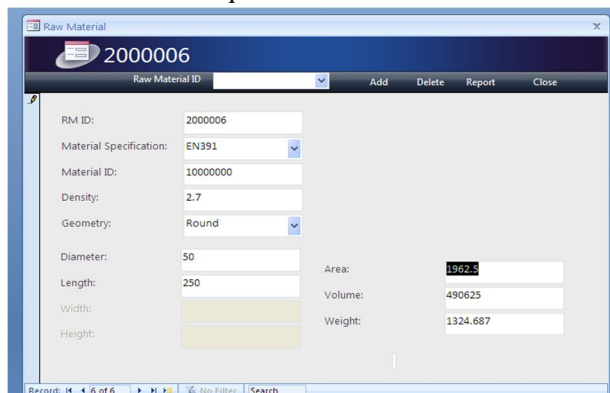 Raw Material
2000006
Raw Material ID Add Delete Report Close
RM ID: 2000006
Material Specification: EN391
Material ID: 10000000
Density: 2.7
Geometry: Round
Diameter: 50
Length: 250
Width:
Height:
Area: 1962.5
Volume: 490625
Weight: 1324.687
Record: 6 of 6 No Filter Search